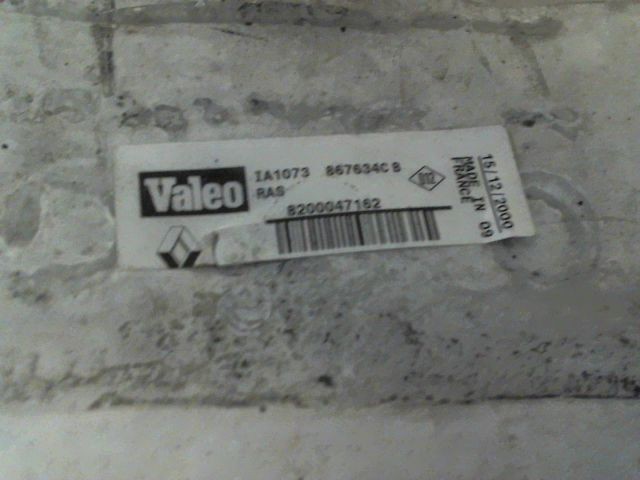 Valeo
IA1073 867634C B
RAS
8200047162
15/12/2000
MADE IN 09
FRANCE